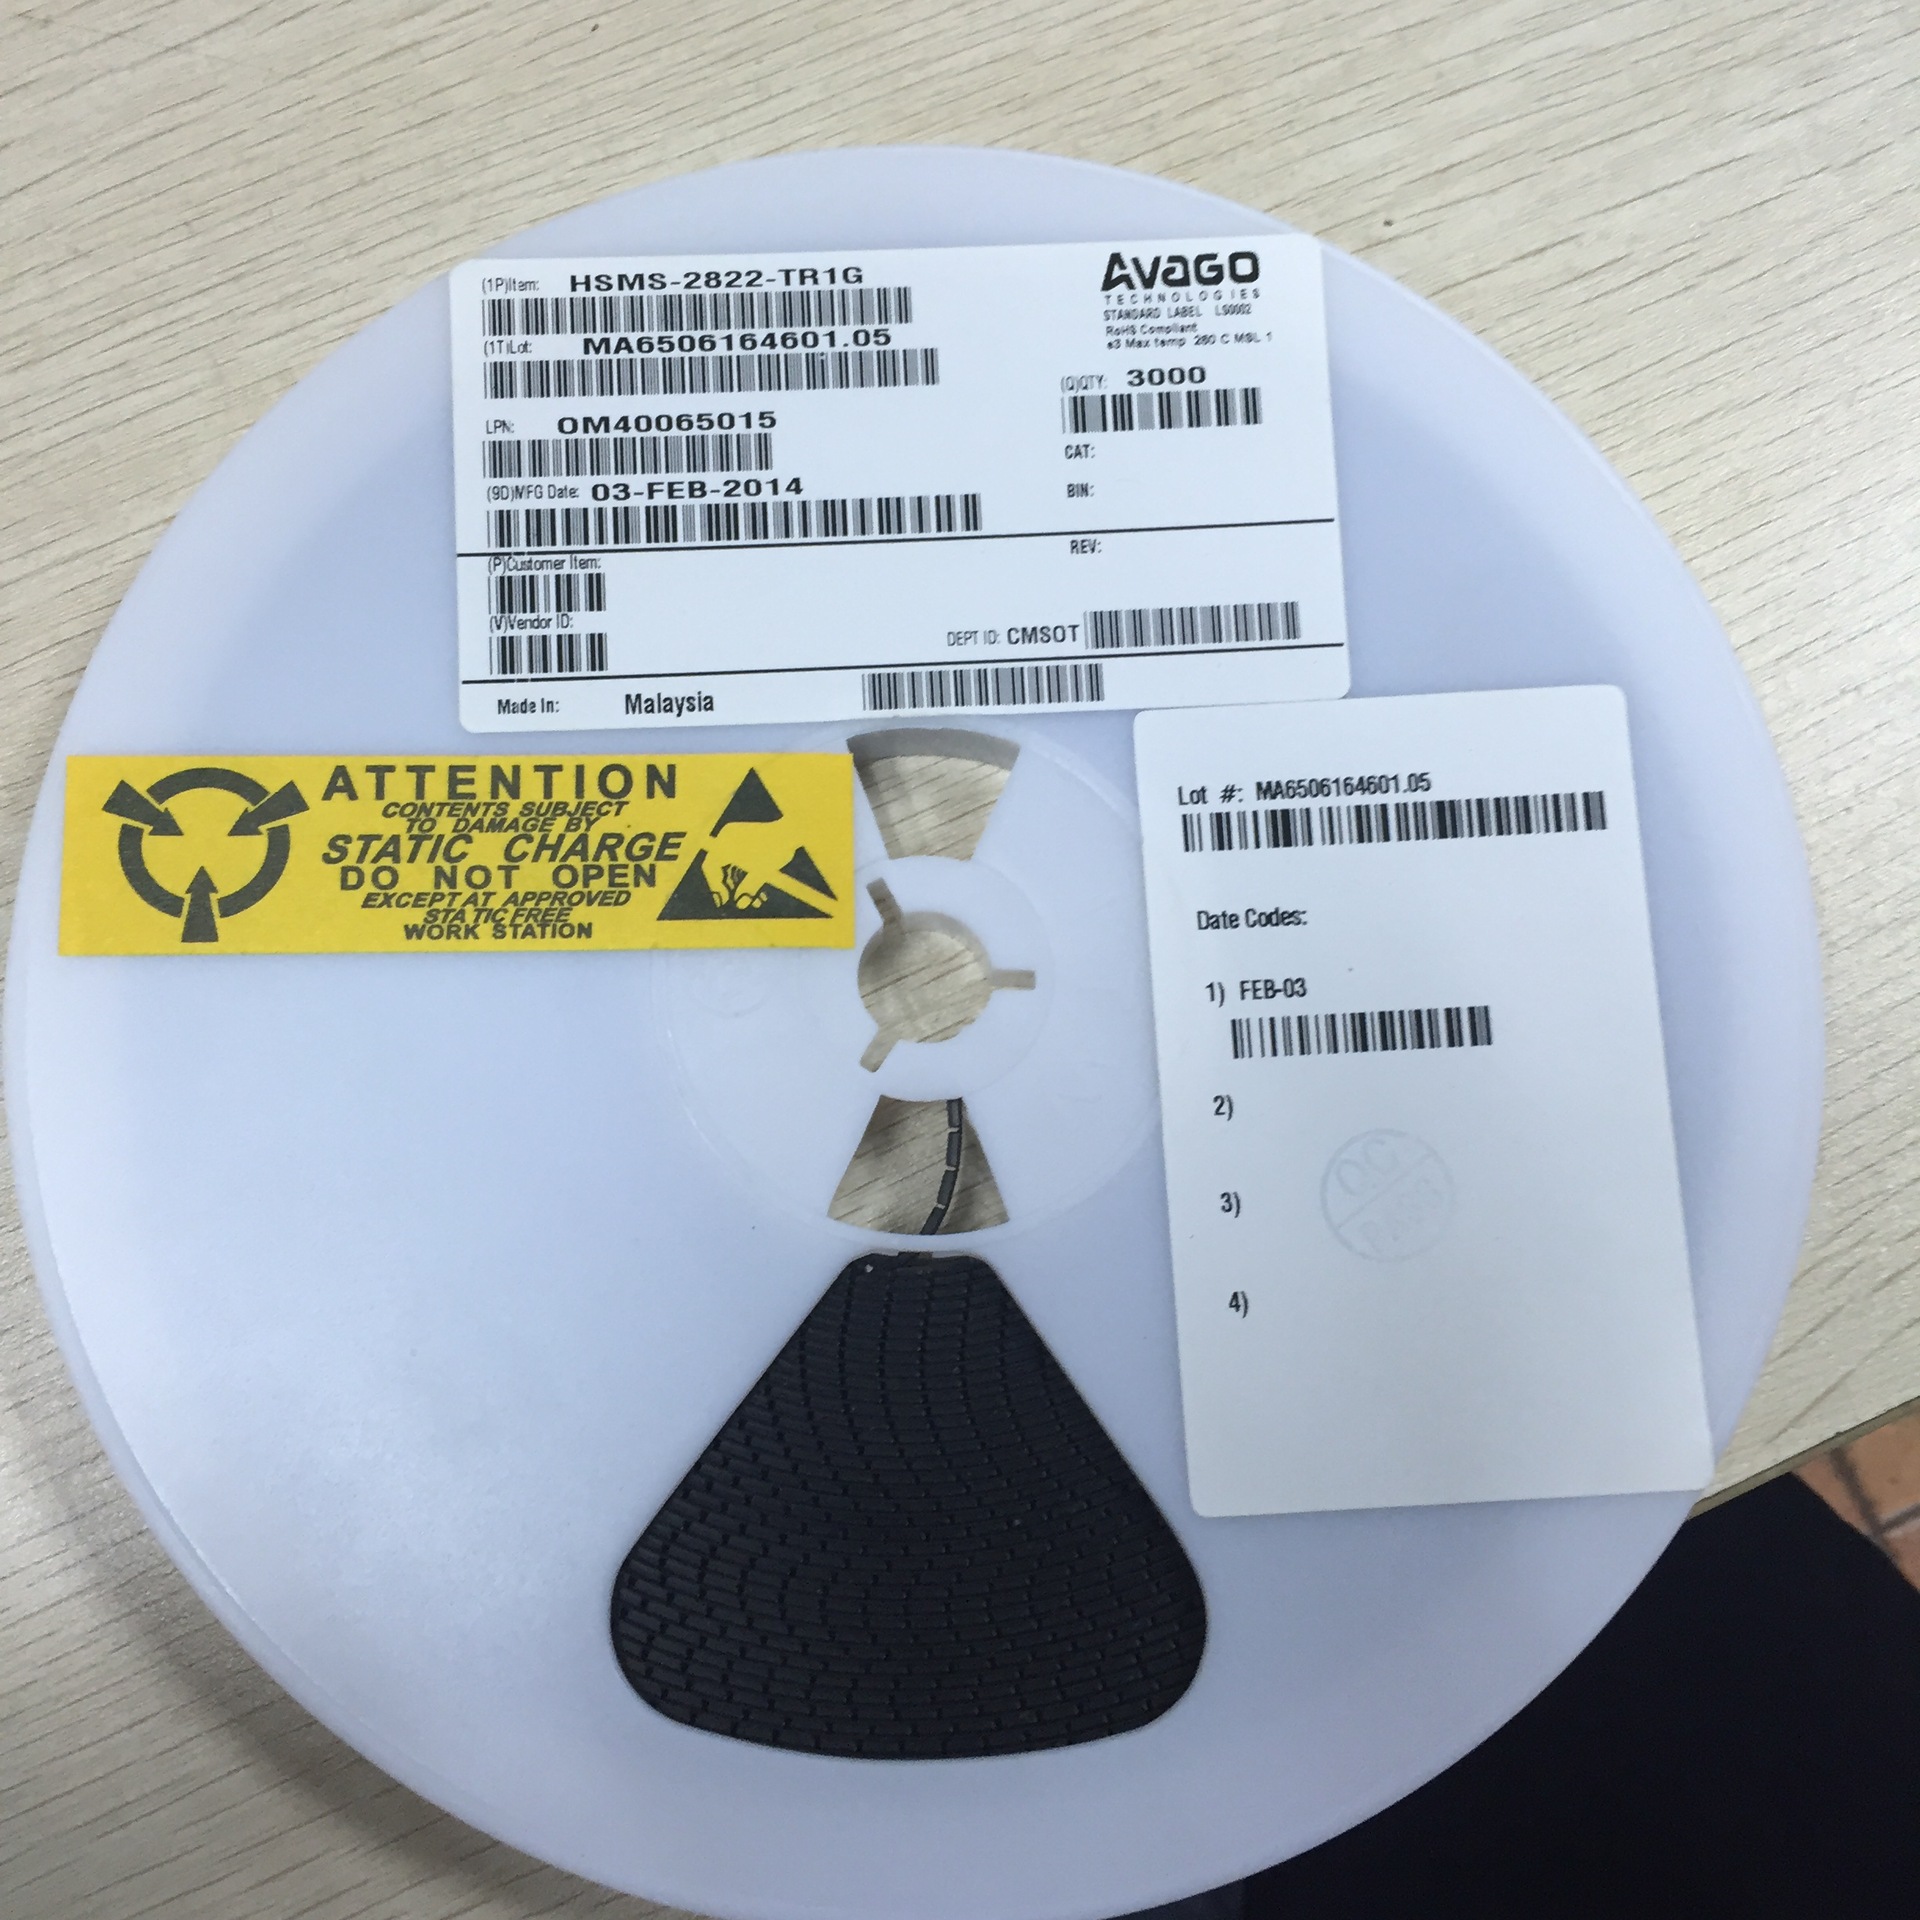 (1P)Item: HSMS-2822-TR1G
AVAGO
TECHNOLOGIES
STANDARD LABEL LS0002
RoHS Compliant
e3 Max temp 260 C MSL 1
(1T)Lot: MA6506164601.05
(Q)QTY: 3000
LPN: OM40065015
CAT:
(9D)MFG Date: 03-FEB-2014
BIN:
(P)Customer Item:
REV:
(V)Vendor ID:
DEPT ID: CMSOT
Made In: Malaysia
ATTENTION
CONTENTS SUBJECT
TO DAMAGE BY
STATIC CHARGE
DO NOT OPEN
EXCEPT AT APPROVED
STATIC FREE
WORK STATION
Lot #: MA6506164601.05
Date Codes:
1) FEB-03
2)
3)
4)
QC
PASS